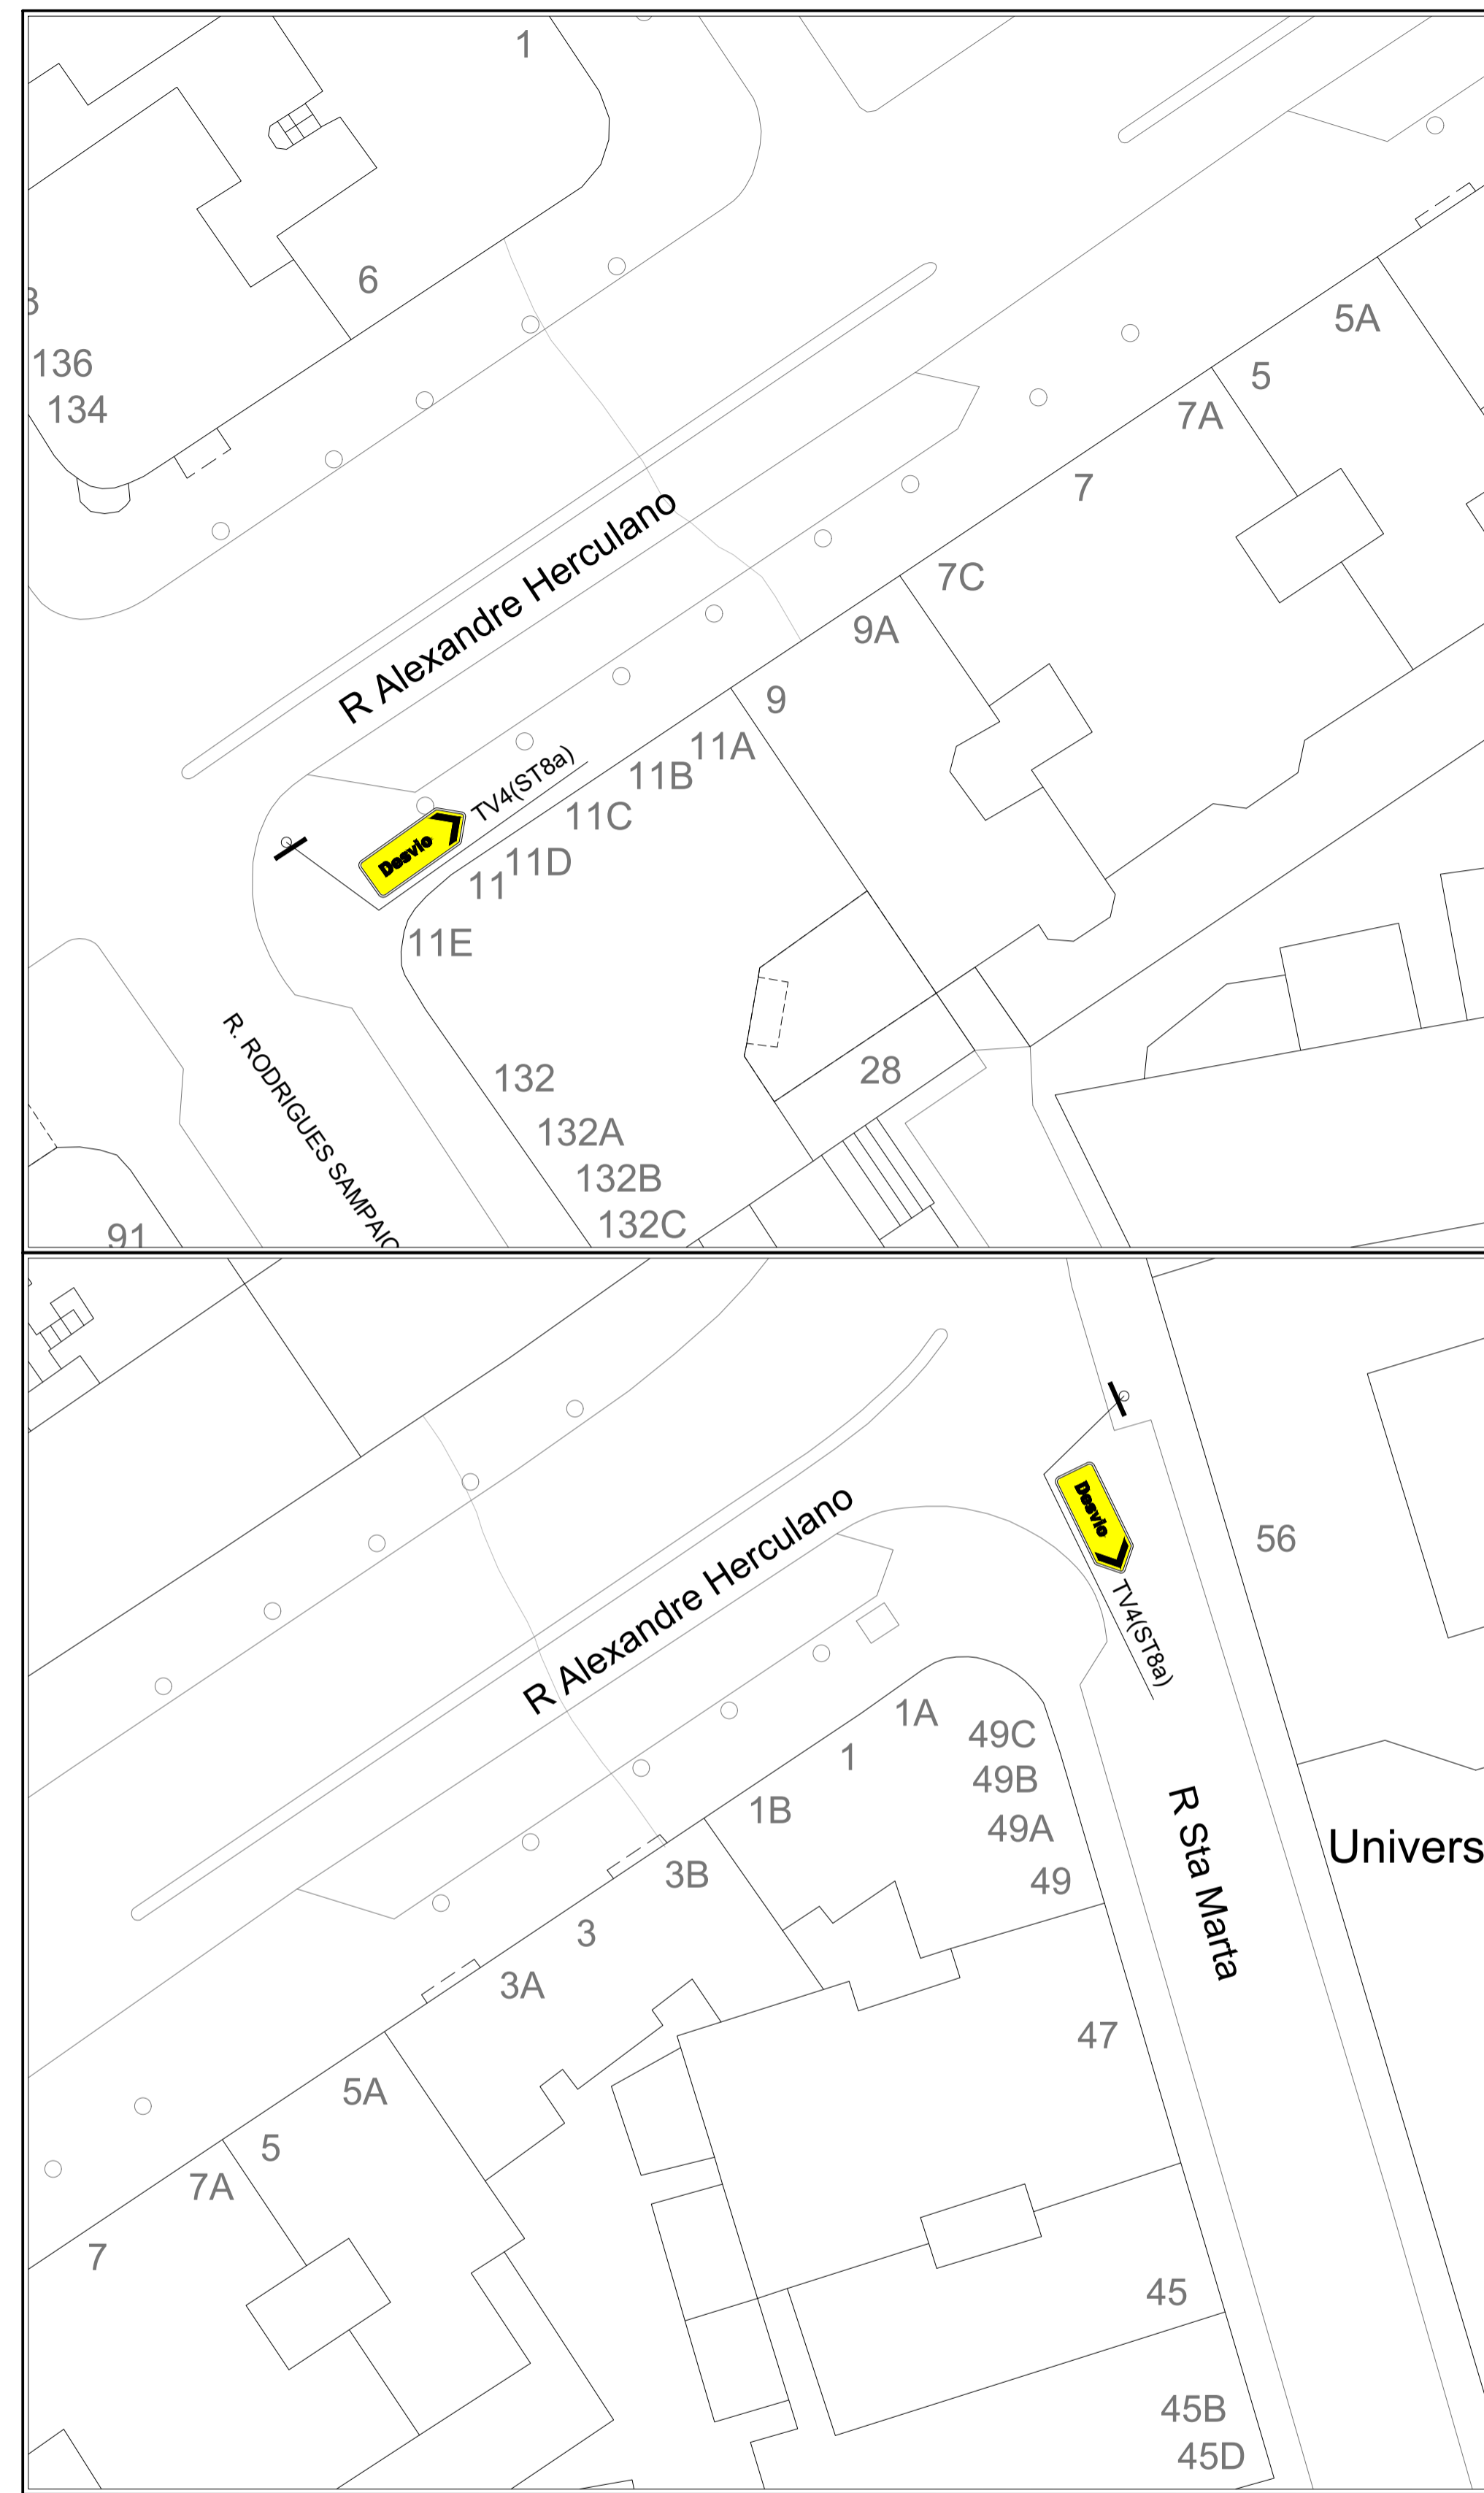 1
6
136
134
5A
5
7A
7
7C
9A
9
11A
11B
11C
11D
11
11E
R Alexandre Herculano
TV4(ST8a)
Desvio
R. RODRIGUES SAMPAIO
132
132A
132B
132C
28
91
R Alexandre Herculano
Desvio
TV4(ST8a)
56
1A
1
1B
49C
49B
49A
49
3B
3
3A
R Sta Marta
Univers
47
5A
5
7A
7
45
45B
45D